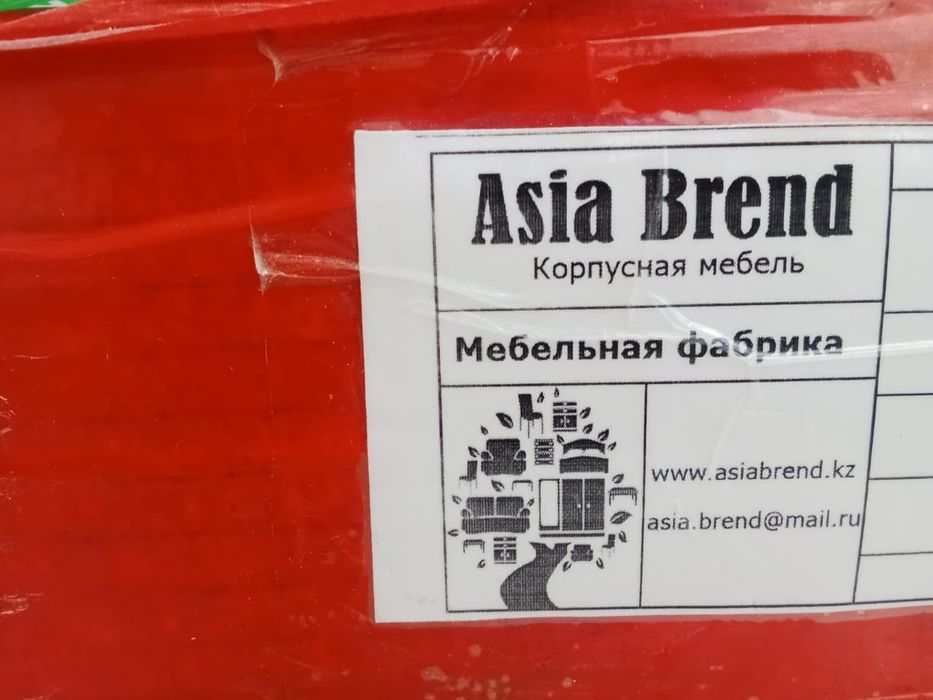 Asia Brend
Корпусная мебель
Мебельная фабрика
www.asiabrend.kz
asia.brend@mail.ru